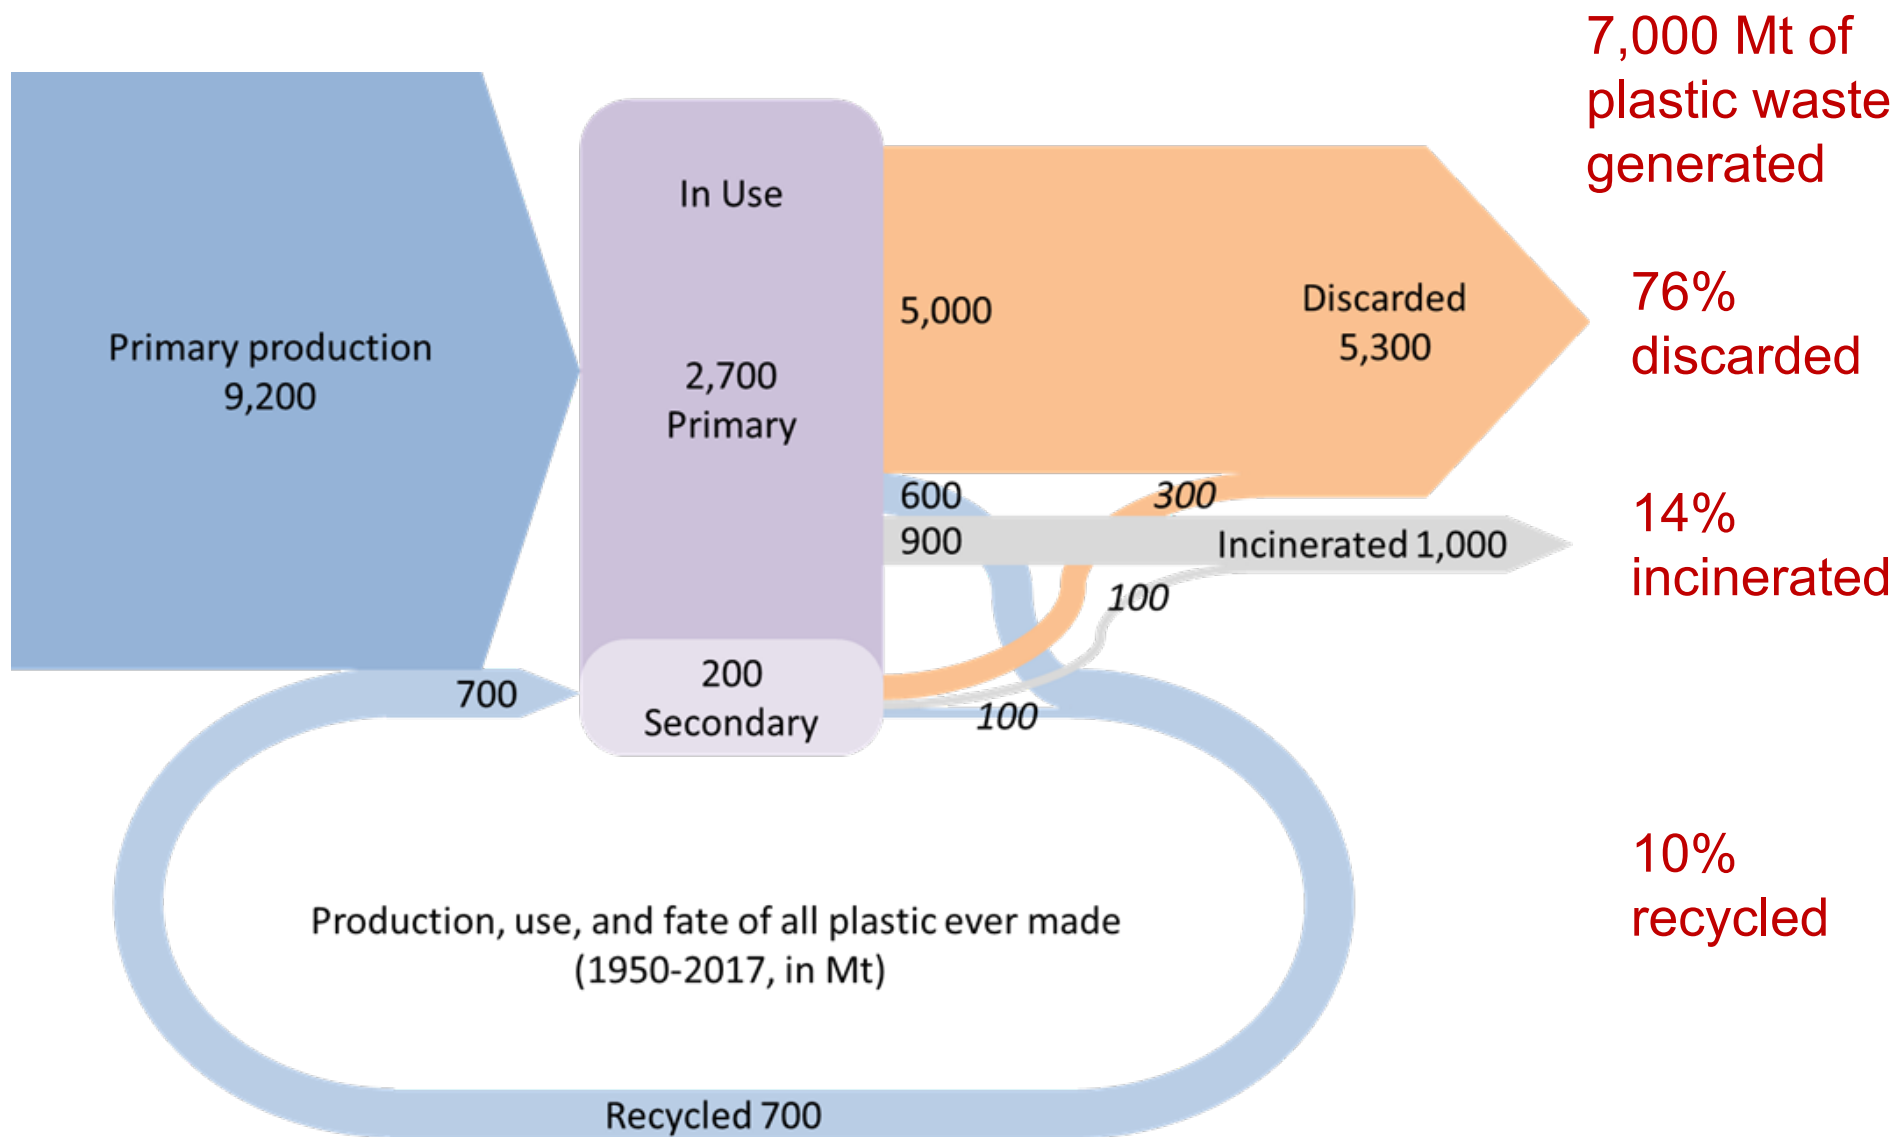 7,000 Mt of
plastic waste
generated
In Use
Primary production
9,200
2,700
Primary
5,000
Discarded
5,300
76%
discarded
600
300
900
Incinerated 1,000
14%
incinerated
100
700
200
Secondary
100
10%
recycled
Production, use, and fate of all plastic ever made
(1950-2017, in Mt)
Recycled 700